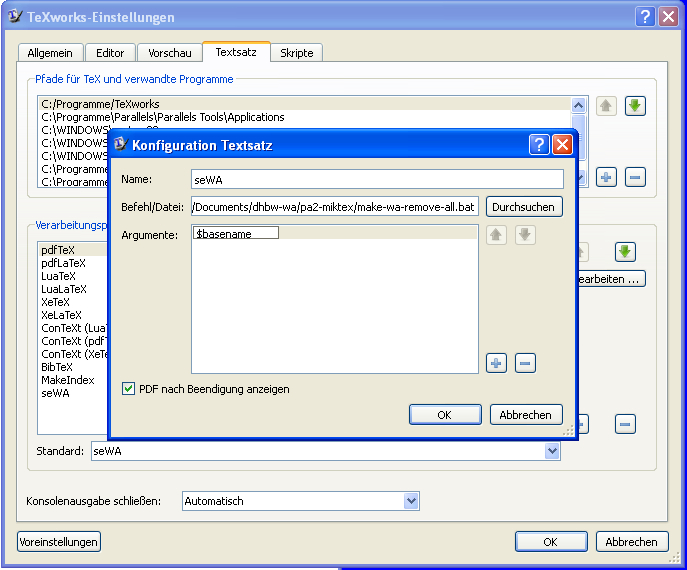 TeXworks-Einstellungen
Allgemein Editor Vorschau Textsatz Skripte
Pfade für TeX und verwandte Programme
C:/Programme/TeXworks
C:\Programme\Parallels\Parallels Tools\Applications
C:\WINDOWS\
C:\WINDOWS
C:\WINDOWS
C:\Programme
C:\Programme
Konfiguration Textsatz
Name: seWA
Befehl/Datei: /Documents/dhbw-wa/pa2-miktex/make-wa-remove-all.bat Durchsuchen
Argumente: $basename
PDF nach Beendigung anzeigen
OK Abbrechen
Verarbeitungsp
pdfTeX
pdfLaTeX
LuaTeX
LuaLaTeX
XeTeX
XeLaTeX
ConTeXt (Lua
ConTeXt (pdf
ConTeXt (XeT
BibTeX
MakeIndex
seWA
earbeiten ...
Standard: seWA
Konsolenausgabe schließen: Automatisch
Voreinstellungen OK Abbrechen